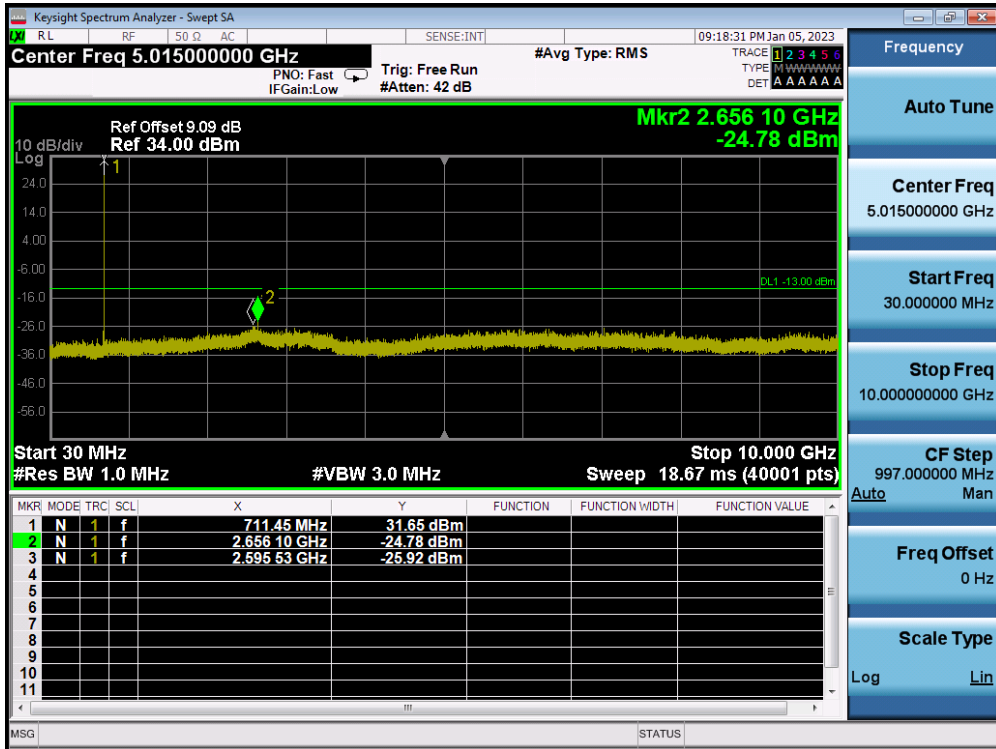 Keysight Spectrum Analyzer - Swept SA
LXI RL RF 50 Ω AC SENSE:INT 09:18:31 PM Jan 05, 2023
Center Freq 5.015000000 GHz
#Avg Type: RMS
TRACE 1 2 3 4 5 6
PNO: Fast
Trig: Free Run
TYPE M WWWWW
IFGain:Low
#Atten: 42 dB
DET A A A A A A
Mkr2 2.656 10 GHz
-24.78 dBm
Ref Offset 9.09 dB
10 dB/div Ref 34.00 dBm
Log
1
24.0
14.0
4.00
-6.00
DL1 -13.00 dBm
-16.0
2
-26.0
-36.0
-46.0
-56.0
Start 30 MHz Stop 10.000 GHz
#Res BW 1.0 MHz #VBW 3.0 MHz Sweep 18.67 ms (40001 pts)
MKR MODE TRC SCL X Y FUNCTION FUNCTION WIDTH FUNCTION VALUE
1 N 1 f 711.45 MHz 31.65 dBm
2 N 1 f 2.656 10 GHz -24.78 dBm
3 N 1 f 2.595 53 GHz -25.92 dBm
4
5
6
7
8
9
10
11
MSG STATUS
Frequency
Auto Tune
Center Freq
5.015000000 GHz
Start Freq
30.000000 MHz
Stop Freq
10.000000000 GHz
CF Step
997.000000 MHz
Auto Man
Freq Offset
0 Hz
Scale Type
Log Lin